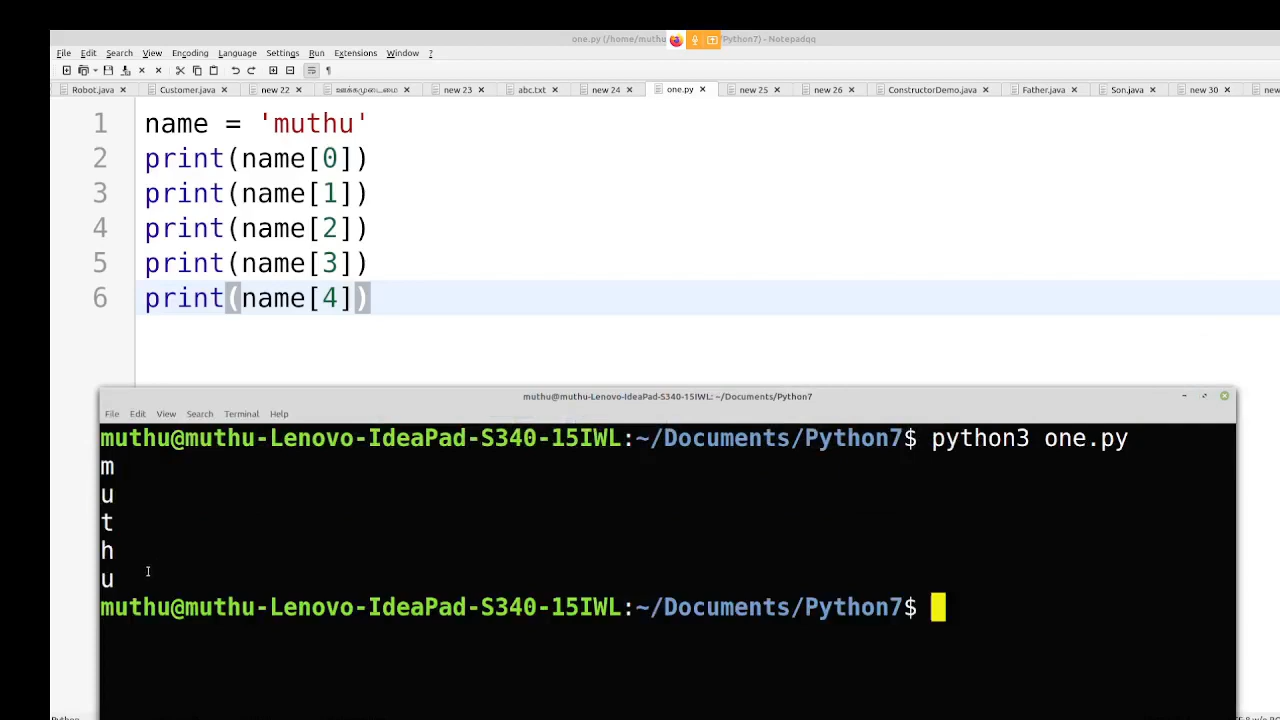 one.py (/home/muthu Python7) - Notepadqq
File Edit Search View Encoding Language Settings Run Extensions Window ?
Robot.java Customer.java new 22 ஊக்கமுடைமை new 23 abc.txt new 24 one.py new 25 new 26 ConstructorDemo.java Father.java Son.java new 30 new
1 name = 'muthu'
2 print(name[0])
3 print(name[1])
4 print(name[2])
5 print(name[3])
6 print(name[4])
muthu@muthu-Lenovo-IdeaPad-S340-15IWL: ~/Documents/Python7
File Edit View Search Terminal Help
muthu@muthu-Lenovo-IdeaPad-S340-15IWL:~/Documents/Python7$ python3 one.py
m
u
t
h
u
muthu@muthu-Lenovo-IdeaPad-S340-15IWL:~/Documents/Python7$